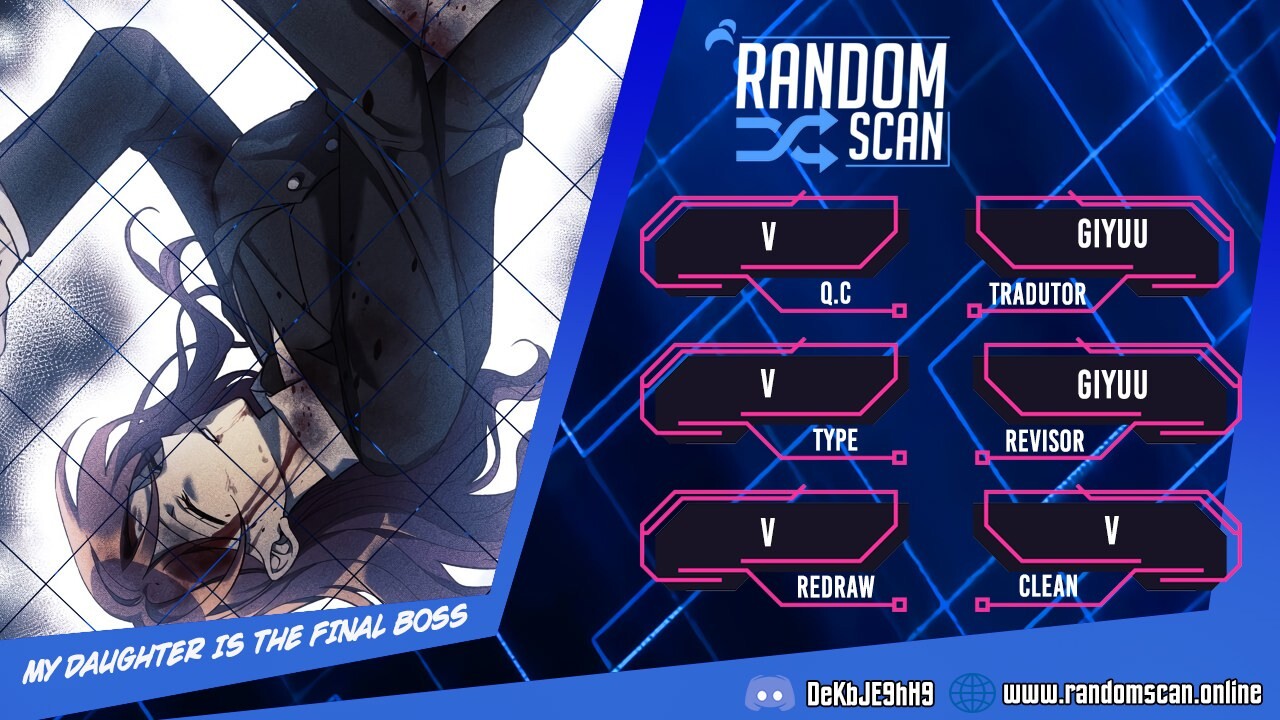 RANDOM
SCAN
V
Q.C
GIYUU
TRADUTOR
V
TYPE
GIYUU
REVISOR
V
REDRAW
V
CLEAN
MY DAUGHTER IS THE FINAL BOSS
DeKbJE9hH9
www.randomscan.online